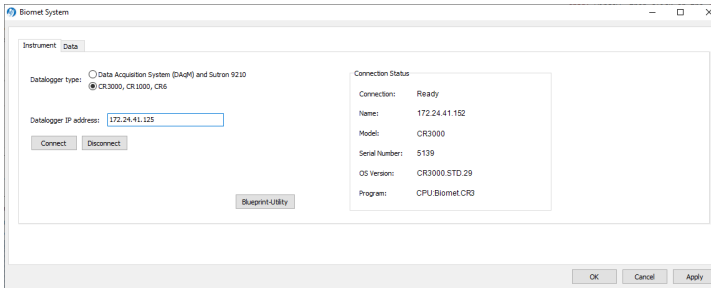 Biomet System
Instrument Data
Datalogger type:
Data Acquisition System (DAqM) and Sutron 9210
CR3000, CR1000, CR6
Datalogger IP address: 172.24.41.125
Connect Disconnect
Blueprint-Utility
Connection Status
Connection: Ready
Name: 172.24.41.152
Model: CR3000
Serial Number: 5139
OS Version: CR3000.STD.29
Program: CPU:Biomet.CR3
OK Cancel Apply